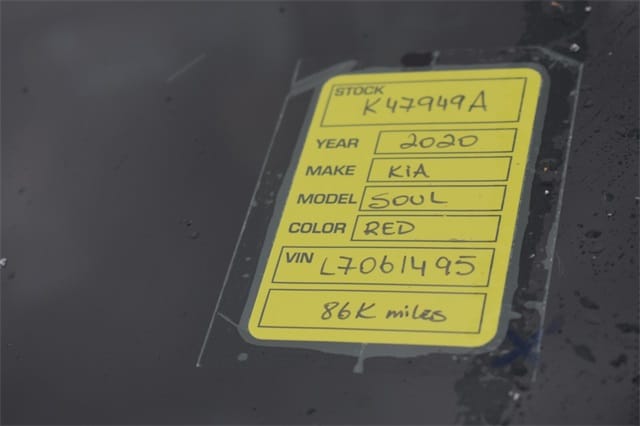 STOCK
K47949A
YEAR 2020
MAKE KiA
MODEL SOUL
COLOR RED
VIN L7061495
86K miles